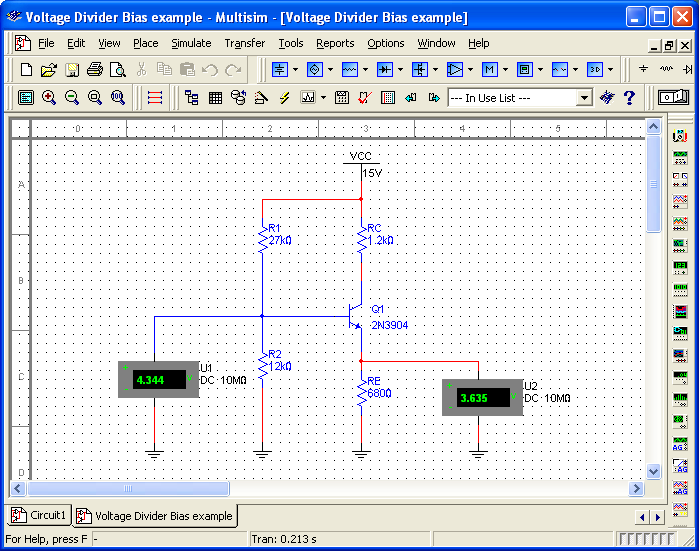 Voltage Divider Bias example - Multisim - [Voltage Divider Bias example]
File Edit View Place Simulate Transfer Tools Reports Options Window Help
--- In Use List ---
0 1 2 3 4 5
A
B
C
D
VCC
15V
R1
27kΩ
RC
1.2kΩ
Q1
2N3904
R2
12kΩ
U1
DC 10MΩ
4.344
RE
680Ω
U2
DC 10MΩ
3.635
Circuit1 Voltage Divider Bias example
For Help, press F - Tran: 0.213 s